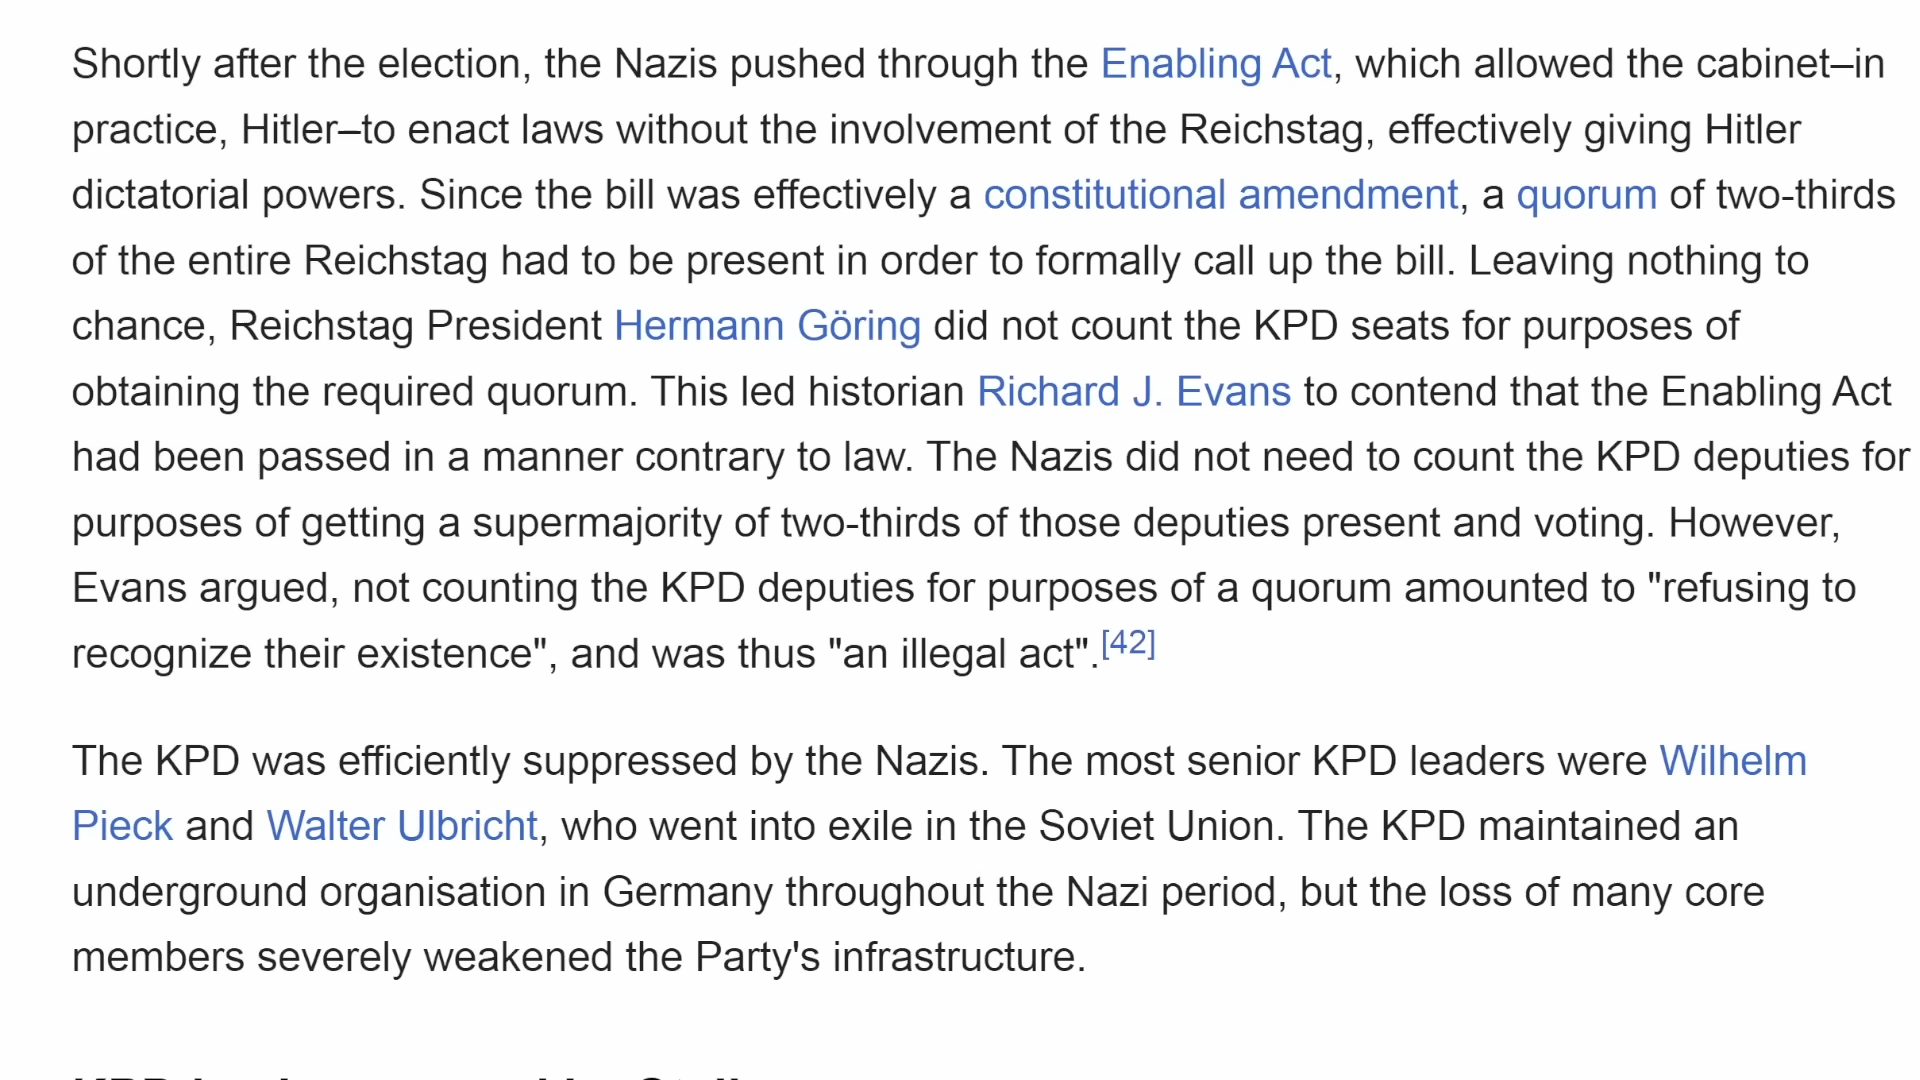 Shortly after the election, the Nazis pushed through the Enabling Act, which allowed the cabinet–in
practice, Hitler–to enact laws without the involvement of the Reichstag, effectively giving Hitler
dictatorial powers. Since the bill was effectively a constitutional amendment, a quorum of two-thirds
of the entire Reichstag had to be present in order to formally call up the bill. Leaving nothing to
chance, Reichstag President Hermann Göring did not count the KPD seats for purposes of
obtaining the required quorum. This led historian Richard J. Evans to contend that the Enabling Act
had been passed in a manner contrary to law. The Nazis did not need to count the KPD deputies for
purposes of getting a supermajority of two-thirds of those deputies present and voting. However,
Evans argued, not counting the KPD deputies for purposes of a quorum amounted to "refusing to
recognize their existence", and was thus "an illegal act".[42]
The KPD was efficiently suppressed by the Nazis. The most senior KPD leaders were Wilhelm
Pieck and Walter Ulbricht, who went into exile in the Soviet Union. The KPD maintained an
underground organisation in Germany throughout the Nazi period, but the loss of many core
members severely weakened the Party's infrastructure.